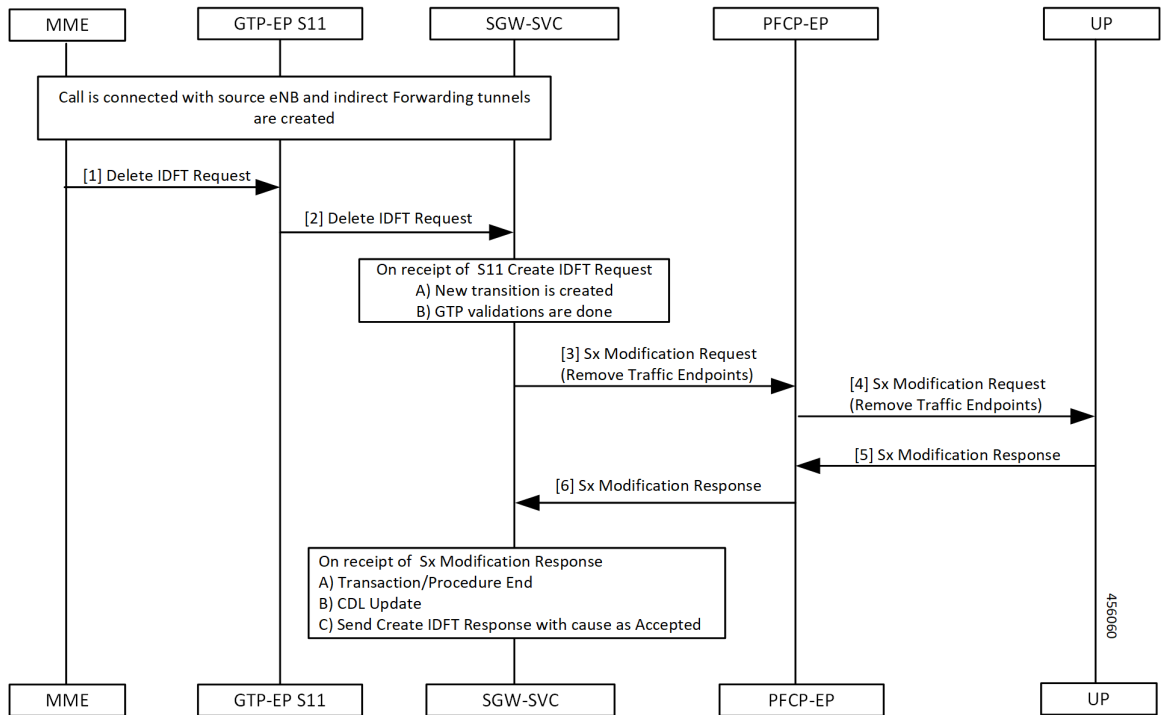 MME
GTP-EP S11
SGW-SVC
PFCP-EP
UP
Call is connected with source eNB and indirect Forwarding tunnels
are created
[1] Delete IDFT Request
[2] Delete IDFT Request
On receipt of S11 Create IDFT Request
A) New transition is created
B) GTP validations are done
[3] Sx Modification Request
(Remove Traffic Endpoints)
[4] Sx Modification Request
(Remove Traffic Endpoints)
[5] Sx Modification Response
[6] Sx Modification Response
On receipt of Sx Modification Response
A) Transaction/Procedure End
B) CDL Update
C) Send Create IDFT Response with cause as Accepted
456060
MME
GTP-EP S11
SGW-SVC
PFCP-EP
UP